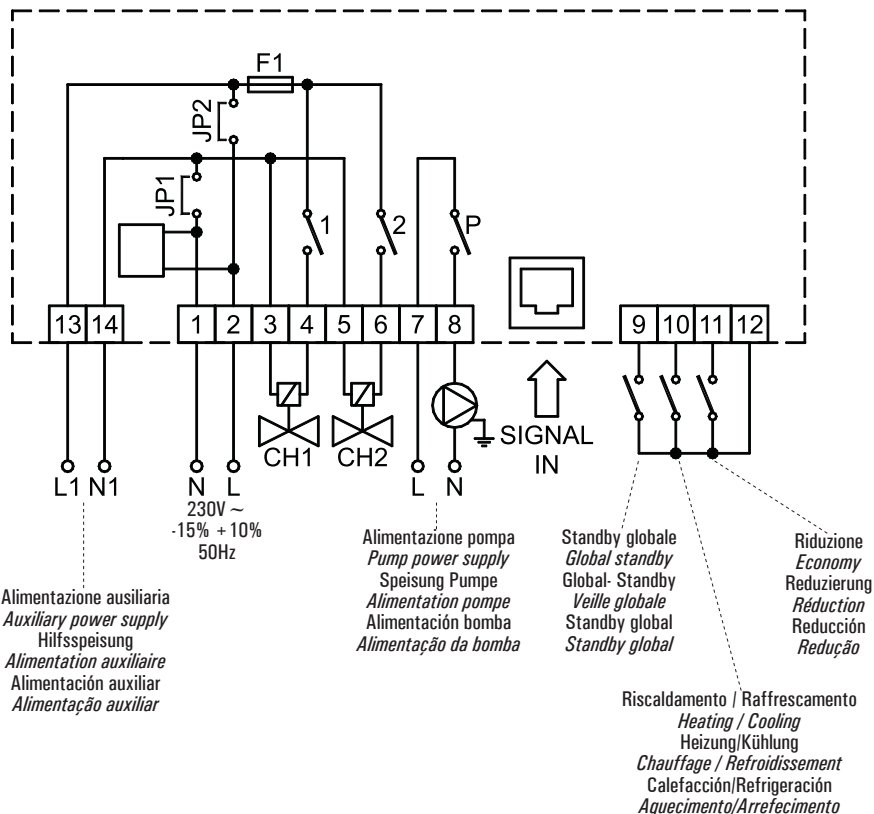 F1
JP2
JP1
1
2
P
13 14 1 2 3 4 5 6 7 8 9 10 11 12
CH1 CH2
SIGNAL
IN
L1 N1 N L L N
230V ~
-15% +10%
50Hz
Alimentazione ausiliaria
Auxiliary power supply
Hilfsspeisung
Alimentation auxiliaire
Alimentación auxiliar
Alimentação auxiliar
Alimentazione pompa
Pump power supply
Speisung Pumpe
Alimentation pompe
Alimentación bomba
Alimentação da bomba
Standby globale
Global standby
Global- Standby
Veille globale
Standby global
Standby global
Riduzione
Economy
Reduzierung
Réduction
Reducción
Redução
Riscaldamento / Raffrescamento
Heating / Cooling
Heizung/Kühlung
Chauffage / Refroidissement
Calefacción/Refrigeración
Aquecimento/Arrefecimento